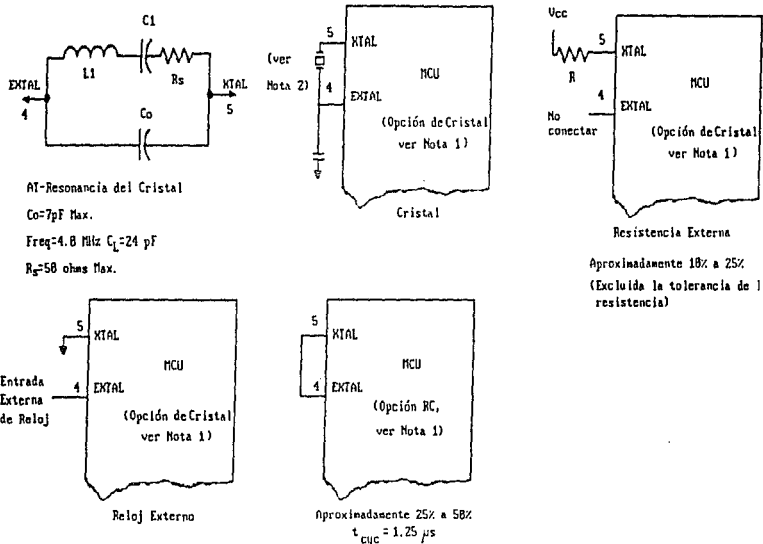 C1
L1
Rs
EXTAL
4
XTAL
5
Co
AT-Resonancia del Cristal
Co=7pF Max.
Freq=4.0 MHz CL=24 pF
Rs=50 ohms Max.
(ver
Nota 2)
5
XTAL
4
EXTAL
MCU
(Opción de Cristal
ver Nota 1)
Cristal
Vcc
R
5
XTAL
4
EXTAL
No
conectar
MCU
(Opción de Cristal
ver Nota 1)
Resistencia Externa
Aproximadamente 10% a 25%
(Excluida la tolerancia de l
resistencia)
5
XTAL
Entrada
Externa
de Reloj
4
EXTAL
MCU
(Opción de Cristal
ver Nota 1)
Reloj Externo
5
XTAL
4
EXTAL
MCU
(Opción RC,
ver Nota 1)
Aproximadamente 25% a 50%
tcyc = 1.25 µs